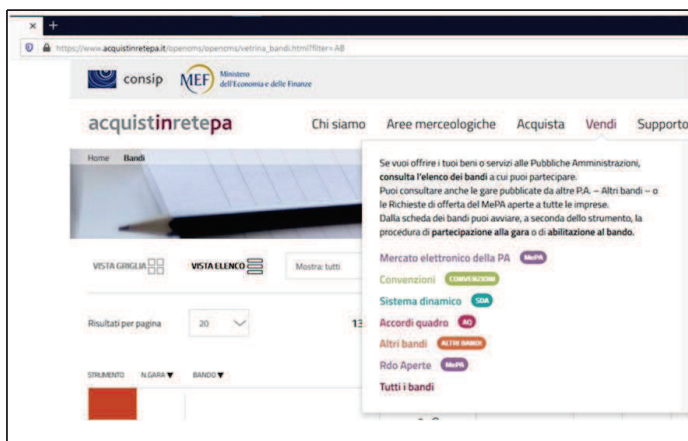 https://www.acquistinretepa.it/opencms/opencms/vetrina_bandi.html?filter=AB
consip MEF Ministero
dell'Economia e delle Finanze
acquistinretepa Chi siamo Aree merceologiche Acquista Vendi Supporto
Home Bandi
Se vuoi offrire i tuoi beni o servizi alle Pubbliche Amministrazioni,
consulta l'elenco dei bandi a cui puoi partecipare.
Puoi consultare anche le gare pubblicate da altre P.A. – Altri bandi – o
le Richieste di offerta del MePA aperte a tutte le imprese.
Dalla scheda dei bandi puoi avviare, a seconda dello strumento, la
procedura di partecipazione alla gara o di abilitazione al bando.
Mercato elettronico della PA MePA
Convenzioni CONVENZIONI
Sistema dinamico SDA
Accordi quadro AQ
Altri bandi ALTRI BANDI
Rdo Aperte MePA
Tutti i bandi
VISTA GRIGLIA VISTA ELENCO Mostra: tutti
Risultati per pagina 20 13
STRUMENTO N.GARA BANDO